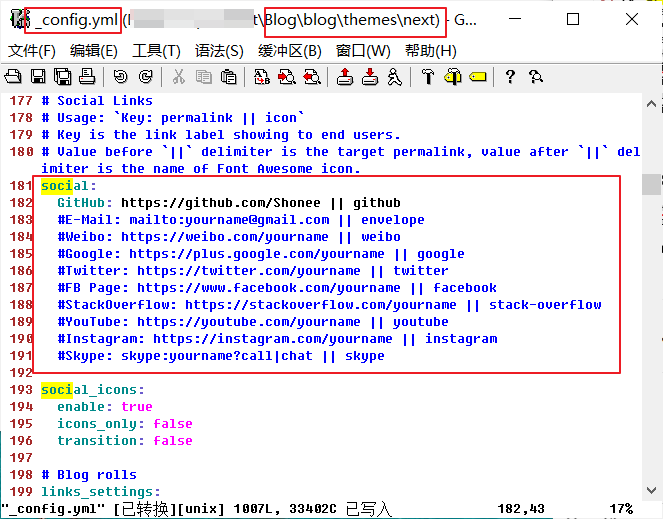 _config.yml (l t\Blog\blog\themes\next) - G...
文件(F) 编辑(E) 工具(T) 语法(S) 缓冲区(B) 窗口(W) 帮助(H)
177 # Social Links
178 # Usage: `Key: permalink || icon`
179 # Key is the link label showing to end users.
180 # Value before `||` delimiter is the target permalink, value after `||` del
imiter is the name of Font Awesome icon.
181 social:
182   GitHub: https://github.com/Shonee || github
183   #E-Mail: mailto:yourname@gmail.com || envelope
184   #Weibo: https://weibo.com/yourname || weibo
185   #Google: https://plus.google.com/yourname || google
186   #Twitter: https://twitter.com/yourname || twitter
187   #FB Page: https://www.facebook.com/yourname || facebook
188   #StackOverflow: https://stackoverflow.com/yourname || stack-overflow
189   #YouTube: https://youtube.com/yourname || youtube
190   #Instagram: https://instagram.com/yourname || instagram
191   #Skype: skype:yourname?call|chat || skype
192
193 social_icons:
194   enable: true
195   icons_only: false
196   transition: false
197
198 # Blog rolls
199 links_settings:
"_config.yml" [已转换][unix] 1007L, 33402C 已写入 182,43 17%